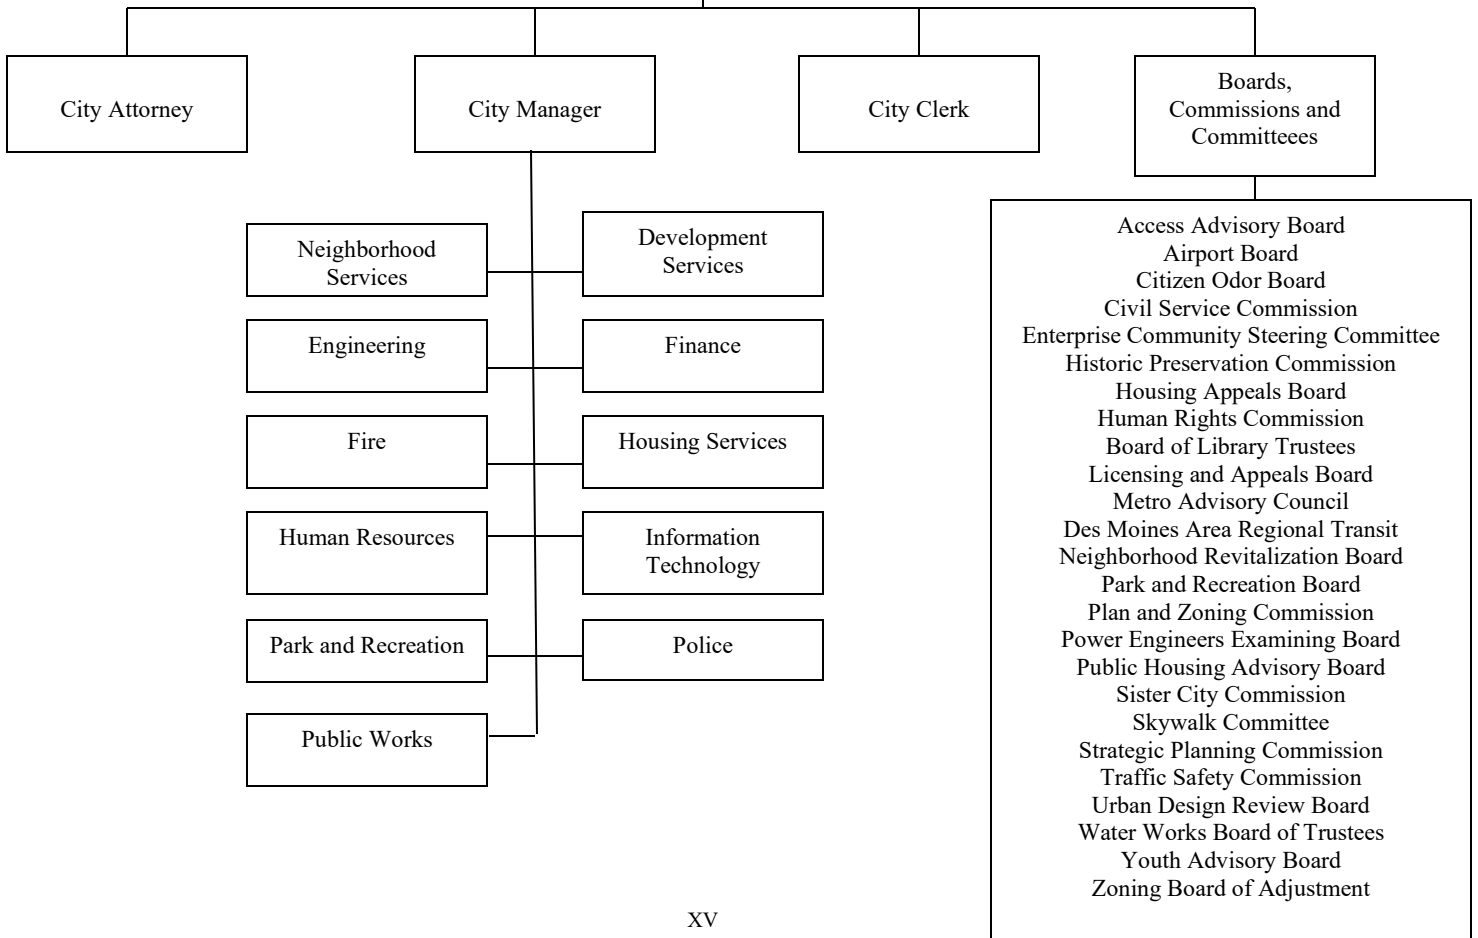 City Attorney
City Manager
City Clerk
Boards,
Commissions and
Committeees
Neighborhood
Services
Development
Services
Engineering
Finance
Fire
Housing Services
Human Resources
Information
Technology
Park and Recreation
Police
Public Works
Access Advisory Board
Airport Board
Citizen Odor Board
Civil Service Commission
Enterprise Community Steering Committee
Historic Preservation Commission
Housing Appeals Board
Human Rights Commission
Board of Library Trustees
Licensing and Appeals Board
Metro Advisory Council
Des Moines Area Regional Transit
Neighborhood Revitalization Board
Park and Recreation Board
Plan and Zoning Commission
Power Engineers Examining Board
Public Housing Advisory Board
Sister City Commission
Skywalk Committee
Strategic Planning Commission
Traffic Safety Commission
Urban Design Review Board
Water Works Board of Trustees
Youth Advisory Board
Zoning Board of Adjustment
XV